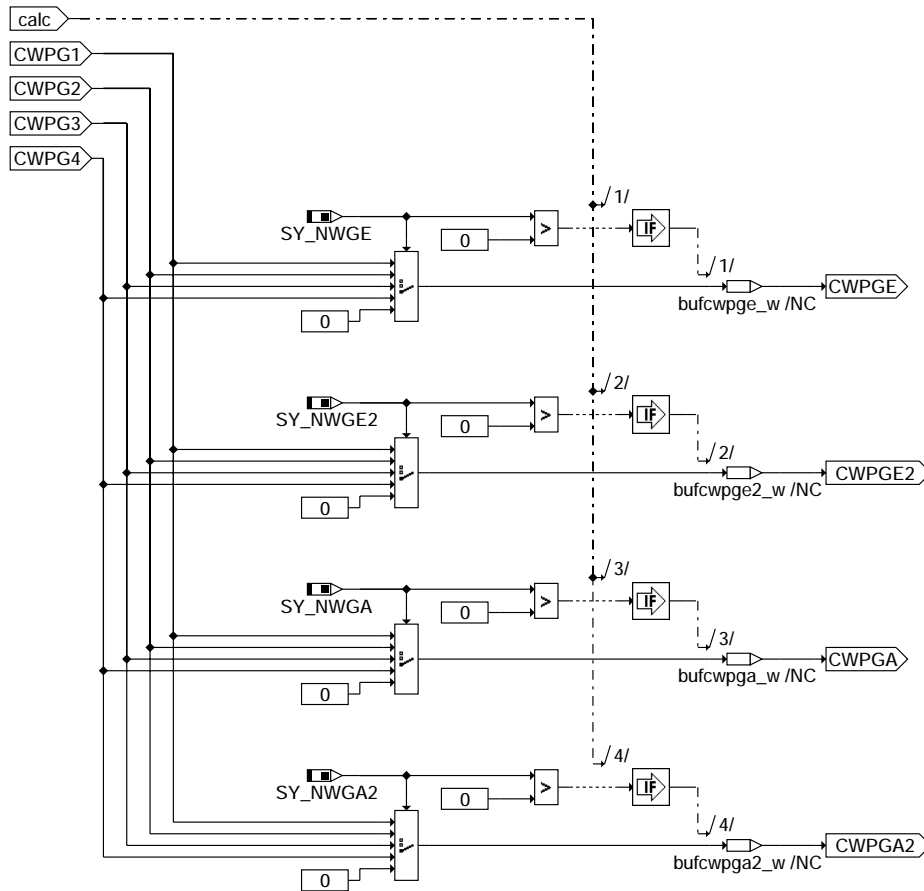 calc
CWPG1
CWPG2
CWPG3
CWPG4
/1/
SY_NWGE
>
IF
0
/1/
CWPGE
bufcwpge_w /NC
0
/2/
SY_NWGE2
>
IF
0
/2/
CWPGE2
bufcwpge2_w /NC
0
/3/
SY_NWGA
>
IF
0
/3/
CWPGA
bufcwpga_w /NC
0
/4/
SY_NWGA2
>
IF
0
/4/
CWPGA2
bufcwpga2_w /NC
0